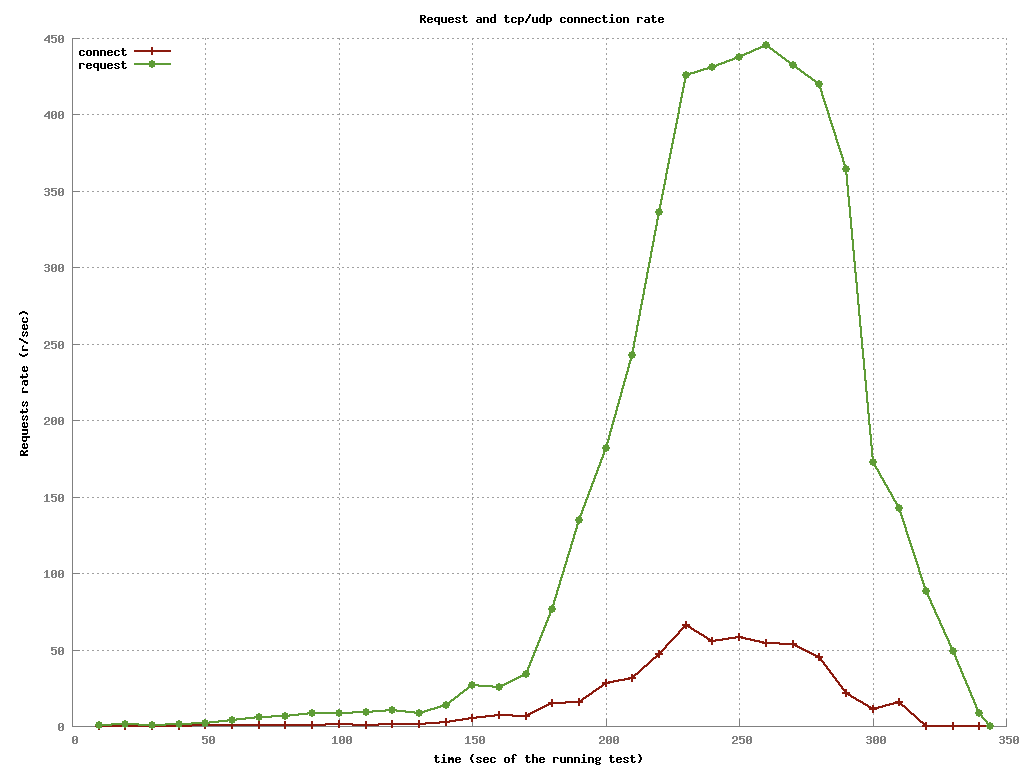 Request and tcp/udp connection rate
connect
request
450
400
350
300
250
200
150
100
50
0
Requests rate (r/sec)
0 50 100 150 200 250 300 350
time (sec of the running test)